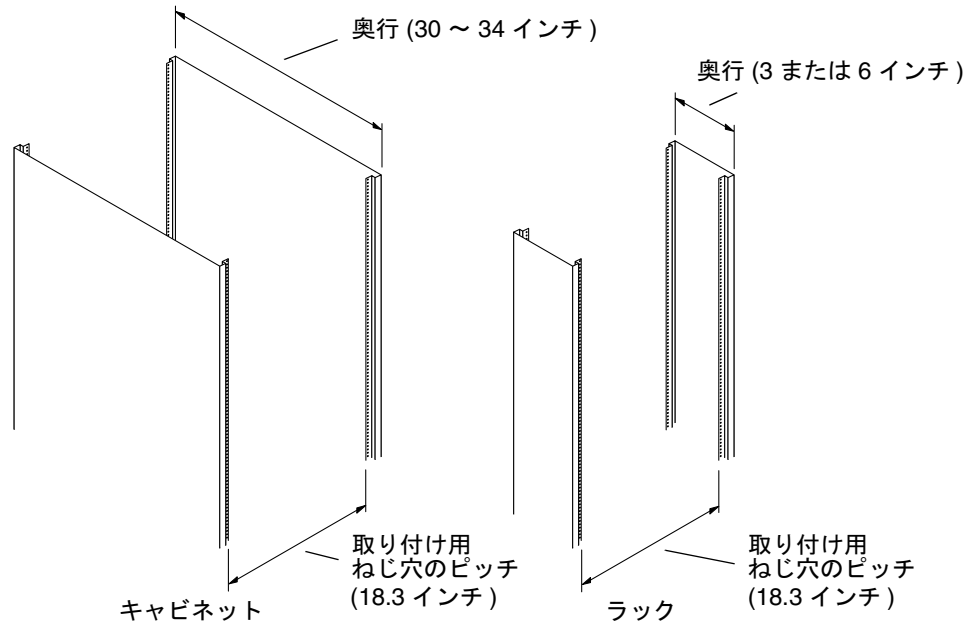 奥行 (30 ～ 34 インチ )
奥行 (3 または 6 インチ )
取り付け用
ねじ穴のピッチ
(18.3 インチ )
キャビネット
取り付け用
ねじ穴のピッチ
(18.3 インチ )
ラック